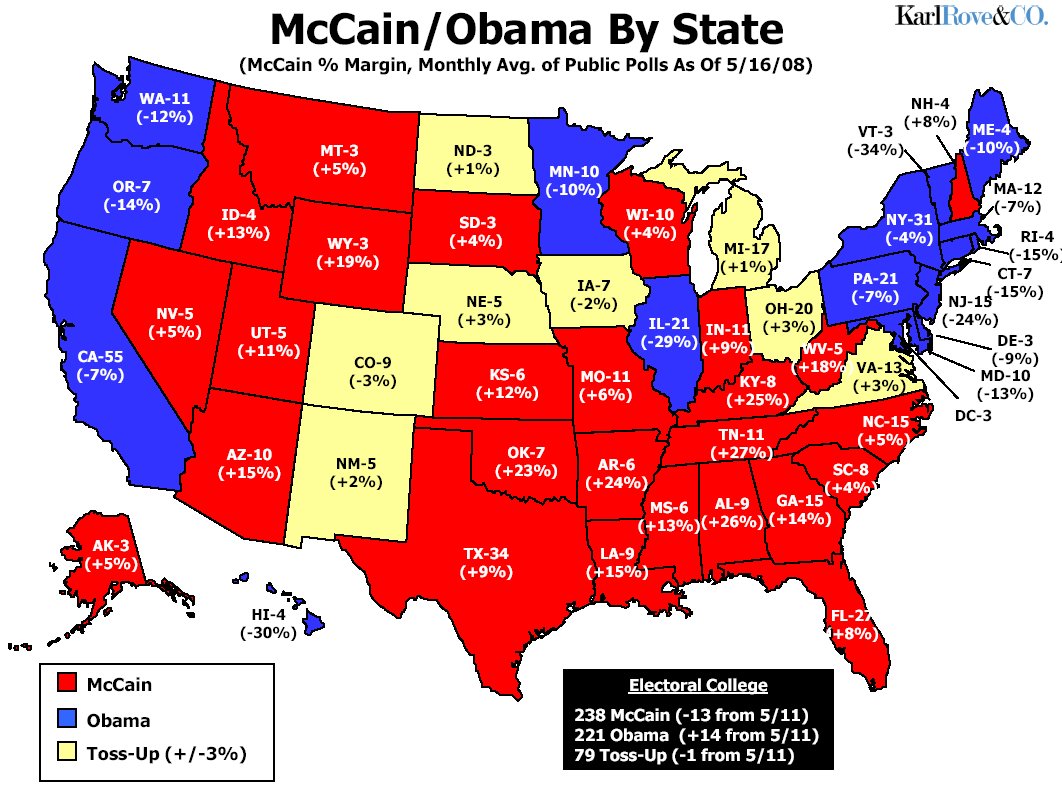 KarlRove&CO.
McCain/Obama By State
(McCain % Margin, Monthly Avg. of Public Polls As Of 5/16/08)
WA-11
(-12%)
OR-7
(-14%)
CA-55
(-7%)
ID-4
(+13%)
NV-5
(+5%)
UT-5
(+11%)
AZ-10
(+15%)
MT-3
(+5%)
WY-3
(+19%)
CO-9
(-3%)
NM-5
(+2%)
ND-3
(+1%)
SD-3
(+4%)
NE-5
(+3%)
KS-6
(+12%)
OK-7
(+23%)
TX-34
(+9%)
MN-10
(-10%)
IA-7
(-2%)
MO-11
(+6%)
AR-6
(+24%)
LA-9
(+15%)
WI-10
(+4%)
IL-21
(-29%)
MI-17
(+1%)
IN-11
(+9%)
OH-20
(+3%)
KY-8
(+25%)
TN-11
(+27%)
MS-6
(+13%)
AL-9
(+26%)
GA-15
(+14%)
FL-27
(+8%)
SC-8
(+4%)
NC-15
(+5%)
VA-13
(+3%)
WV-5
(+18%)
PA-21
(-7%)
NY-31
(-4%)
VT-3
(-34%)
NH-4
(+8%)
ME-4
(-10%)
MA-12
(-7%)
RI-4
(-15%)
CT-7
(-15%)
NJ-15
(-24%)
DE-3
(-9%)
MD-10
(-13%)
DC-3
AK-3
(+5%)
HI-4
(-30%)
McCain
Obama
Toss-Up (+/-3%)
Electoral College
238 McCain (-13 from 5/11)
221 Obama (+14 from 5/11)
79 Toss-Up (-1 from 5/11)